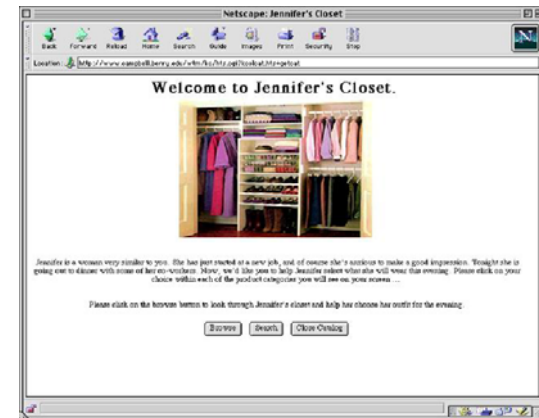 Netscape: Jennifer's Closet
Back Forward Reload Home Search Guide Images Print Security Stop
Location:
Welcome to Jennifer's Closet.
Jennifer is a woman very similar to you. She has just started at a new job, and of course she's anxious to make a good impression. Tonight she is
going out to dinner with some of her co-workers. Now, we'd like you to help Jennifer select what she will wear this evening. Please click on your
choice within each of the product categories you will see on your screen ...
Please click on the browse button to look through Jennifer's closet and help her choose her outfit for the evening.
Browse Search Close Catalog